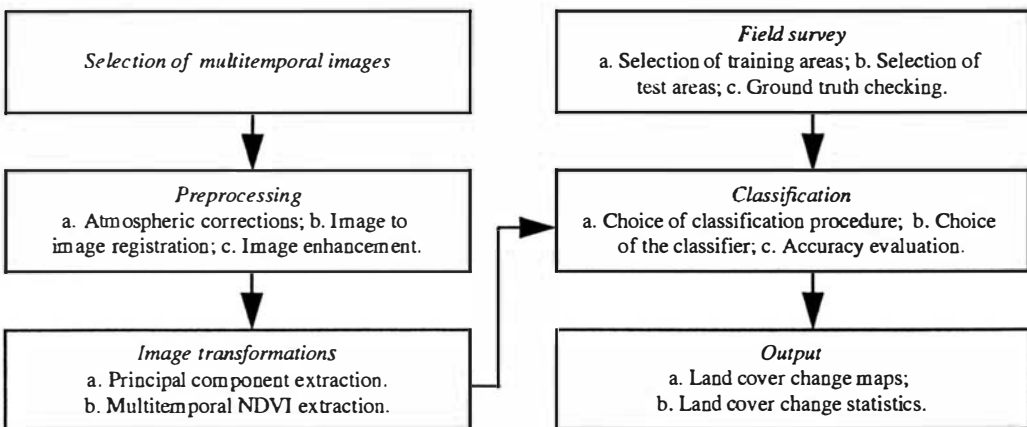 Selection of multitemporal images
Preprocessing
a. Atmospheric corrections; b. Image to
image registration; c. Image enhancement.
Image transformations
a. Principal component extraction.
b. Multitemporal NDVI extraction.
Field survey
a. Selection of training areas; b. Selection of
test areas; c. Ground truth checking.
Classification
a. Choice of classification procedure; b. Choice
of the classifier; c. Accuracy evaluation.
Output
a. Land cover change maps;
b. Land cover change statistics.